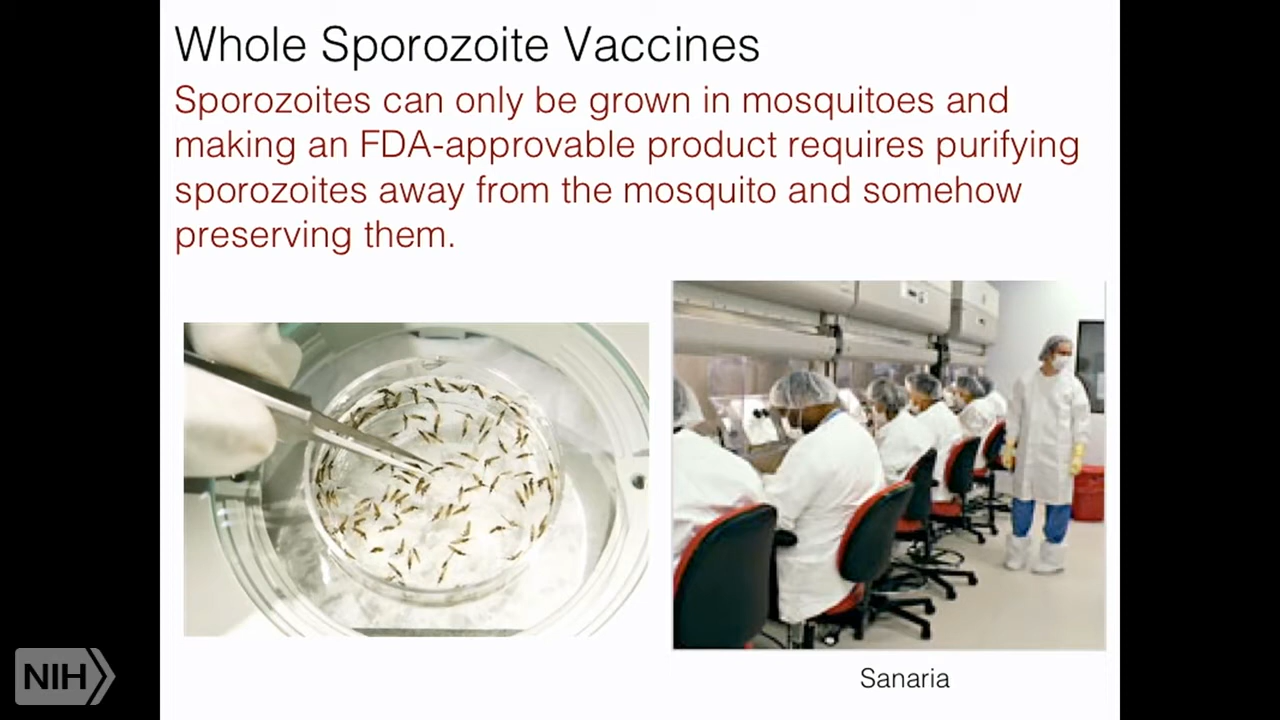 Whole Sporozoite Vaccines
Sporozoites can only be grown in mosquitoes and
making an FDA-approvable product requires purifying
sporozoites away from the mosquito and somehow
preserving them.
Sanaria
NIH